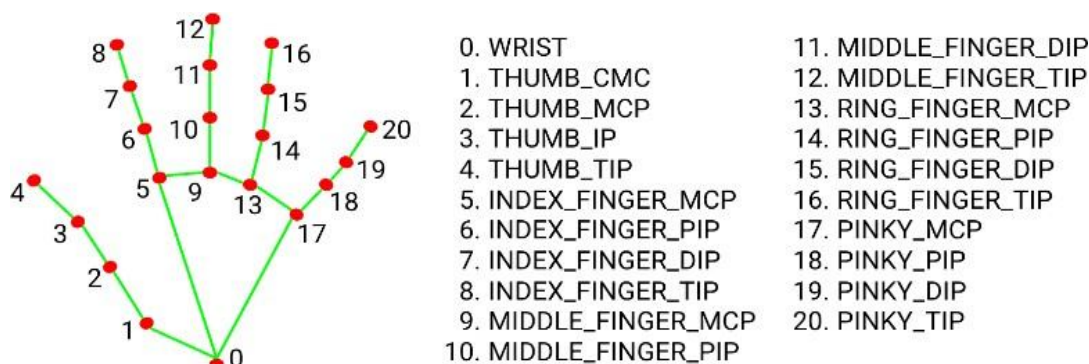 12
8
16
11
7
15
10
6
20
14
19
4
5
9
13
18
3
17
2
1
0
0. WRIST
1. THUMB_CMC
2. THUMB_MCP
3. THUMB_IP
4. THUMB_TIP
5. INDEX_FINGER_MCP
6. INDEX_FINGER_PIP
7. INDEX_FINGER_DIP
8. INDEX_FINGER_TIP
9. MIDDLE_FINGER_MCP
10. MIDDLE_FINGER_PIP
11. MIDDLE_FINGER_DIP
12. MIDDLE_FINGER_TIP
13. RING_FINGER_MCP
14. RING_FINGER_PIP
15. RING_FINGER_DIP
16. RING_FINGER_TIP
17. PINKY_MCP
18. PINKY_PIP
19. PINKY_DIP
20. PINKY_TIP